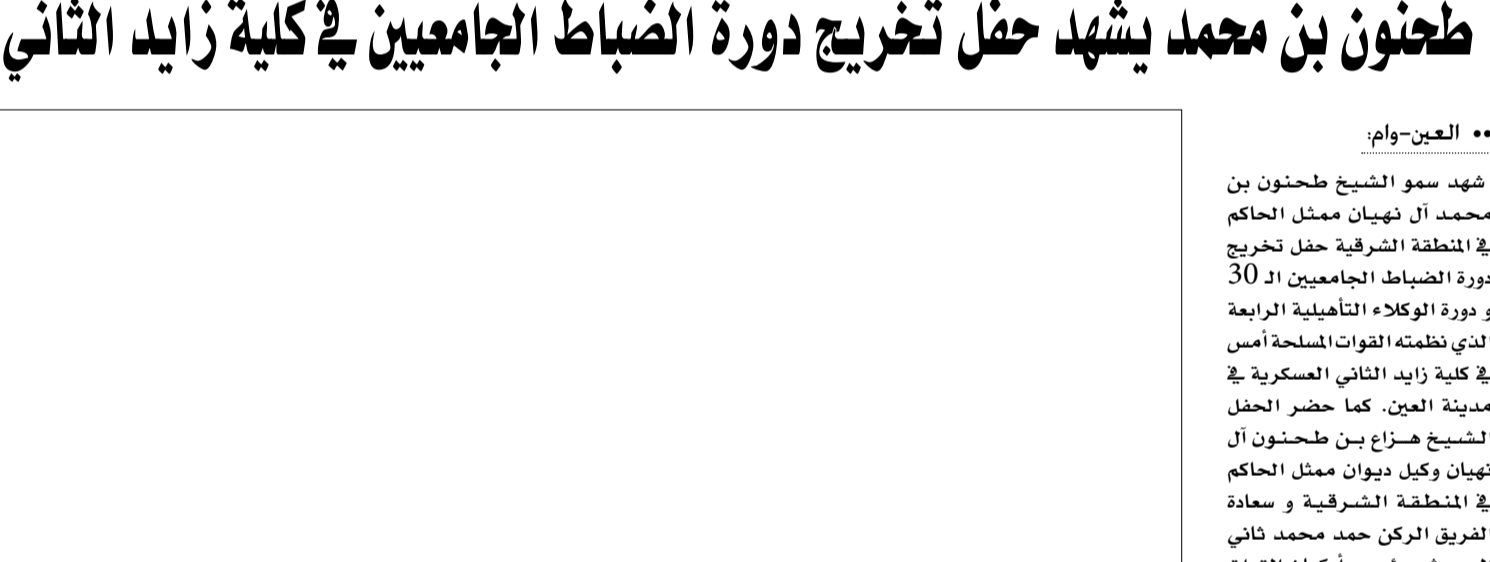 طحنون بن محمد يشهد حفل تخريج دورة الضباط الجامعيين في كلية زايد الثاني
•• العين-وام:
شهد سمو الشيخ طحنون بن
محمد آل نهيان ممثل الحاكم
في المنطقة الشرقية حفل تخريج
دورة الضباط الجامعيين الـ 30
و دورة الوكلاء التأهيلية الرابعة
الذي نظمته القوات المسلحة أمس
في كلية زايد الثاني العسكرية في
مدينة العين. كما حضر الحفل
الشيخ هزاع بن طحنون آل
نهيان وكيل ديوان ممثل الحاكم
في المنطقة الشرقية و سعادة
الفريق الركن حمد محمد ثاني